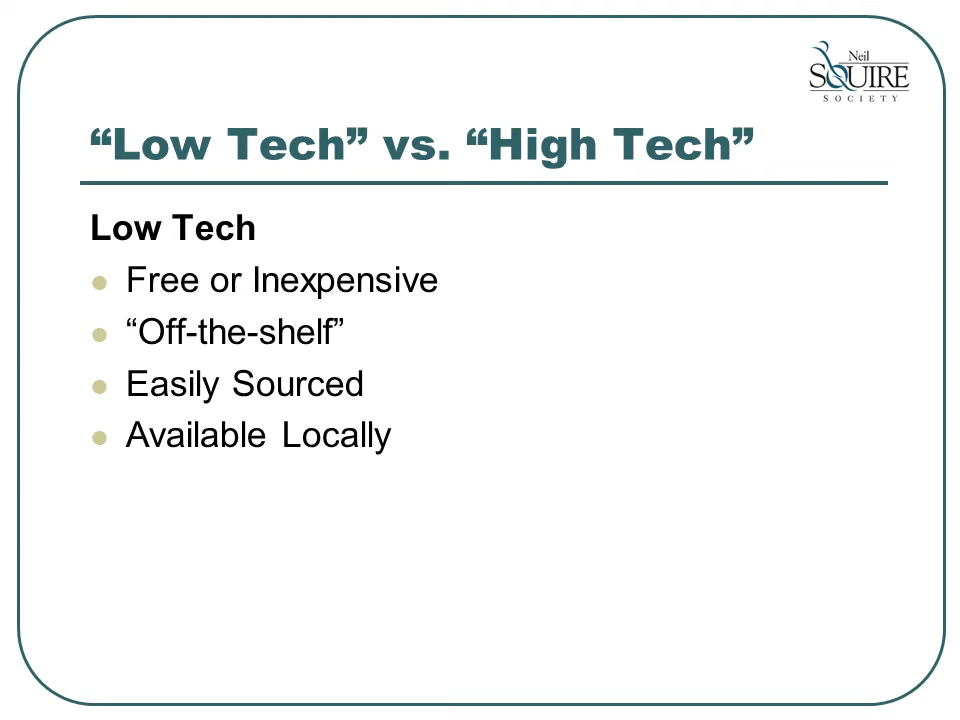 Neil
SQUIRE
SOCIETY
“Low Tech” vs. “High Tech”
Low Tech
Free or Inexpensive
“Off-the-shelf”
Easily Sourced
Available Locally